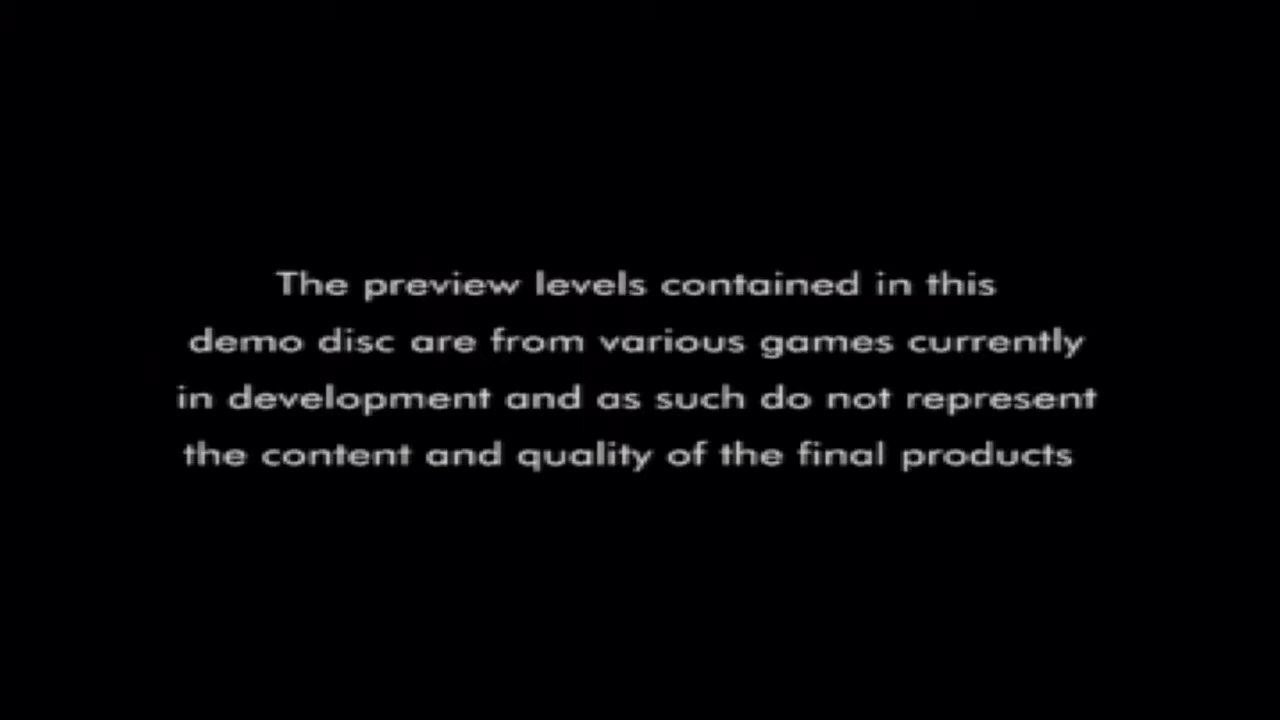 The preview levels contained in this
demo disc are from various games currently
in development and as such do not represent
the content and quality of the final products